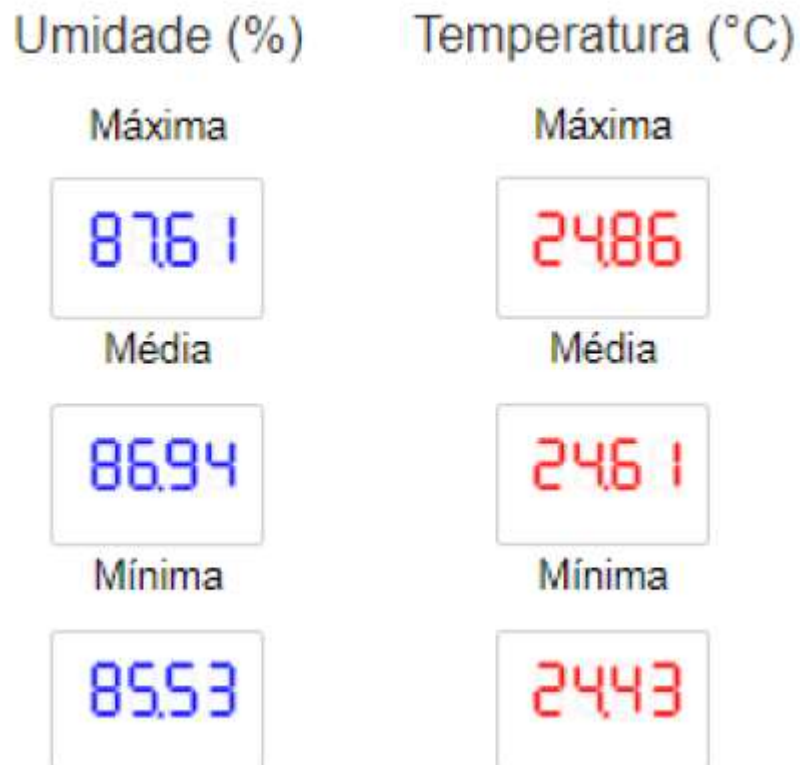 Umidade (%) Temperatura (°C)
Máxima Máxima
87.61 24.86
Média Média
86.94 24.61
Mínima Mínima
85.53 24.43